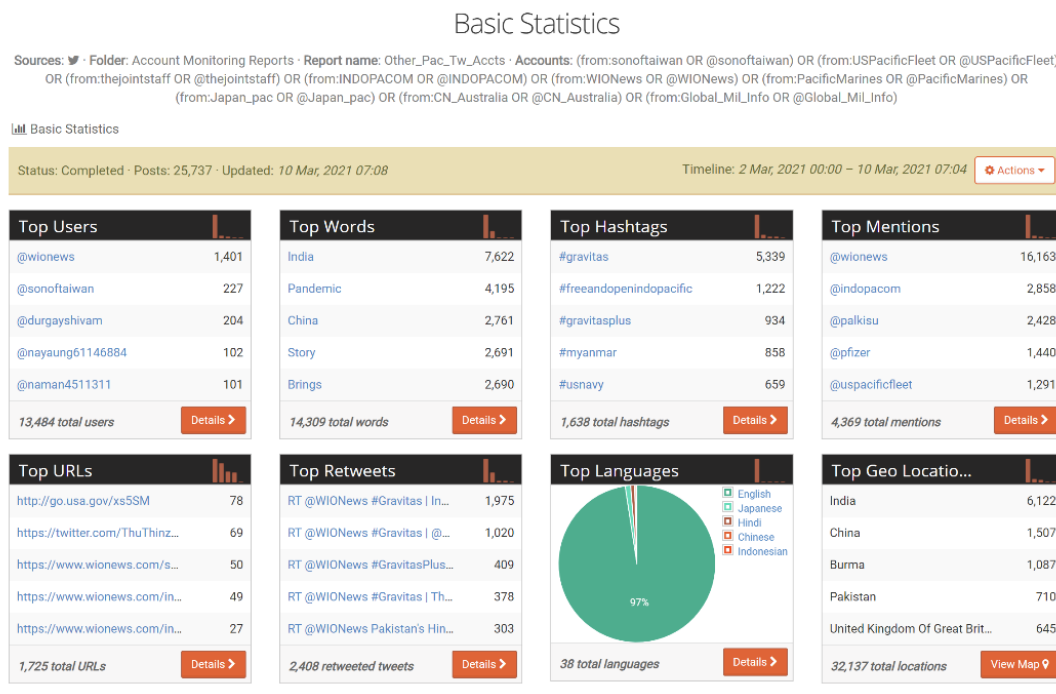 Basic Statistics
Sources: · Folder: Account Monitoring Reports · Report name: Other_Pac_Tw_Accts · Accounts: (from:sonoftaiwan OR @sonoftaiwan) OR (from:USPacificFleet OR @USPacificFleet)
OR (from:thejointstaff OR @thejointstaff) OR (from:INDOPACOM OR @INDOPACOM) OR (from:WIONews OR @WIONews) OR (from:PacificMarines OR @PacificMarines) OR
(from:Japan_pac OR @Japan_pac) OR (from:CN_Australia OR @CN_Australia) OR (from:Global_Mil_Info OR @Global_Mil_Info)
Basic Statistics
Status: Completed · Posts: 25,737 · Updated: 10 Mar, 2021 07:08
Timeline: 2 Mar, 2021 00:00 – 10 Mar, 2021 07:04
Actions
Top Users
@wionews 1,401
@sonoftaiwan 227
@durgayshivam 204
@nayaung61146884 102
@naman4511311 101
13,484 total users Details
Top Words
India 7,622
Pandemic 4,195
China 2,761
Story 2,691
Brings 2,690
14,309 total words Details
Top Hashtags
#gravitas 5,339
#freeandopenindopacific 1,222
#gravitasplus 934
#myanmar 858
#usnavy 659
1,638 total hashtags Details
Top Mentions
@wionews 16,163
@indopacom 2,858
@palkisu 2,428
@pfizer 1,440
@uspacificfleet 1,291
4,369 total mentions Details
Top URLs
http://go.usa.gov/xs5SM 78
https://twitter.com/ThuThinz... 69
https://www.wionews.com/s... 50
https://www.wionews.com/in... 49
https://www.wionews.com/in... 27
1,725 total URLs Details
Top Retweets
RT @WIONews #Gravitas | In... 1,975
RT @WIONews #Gravitas | @... 1,020
RT @WIONews #GravitasPlus... 409
RT @WIONews #Gravitas | Th... 378
RT @WIONews Pakistan's Hin... 303
2,408 retweeted tweets Details
Top Languages
English
Japanese
Hindi
Chinese
Indonesian
97%
38 total languages Details
Top Geo Locatio...
India 6,122
China 1,507
Burma 1,087
Pakistan 710
United Kingdom Of Great Brit... 645
32,137 total locations View Map